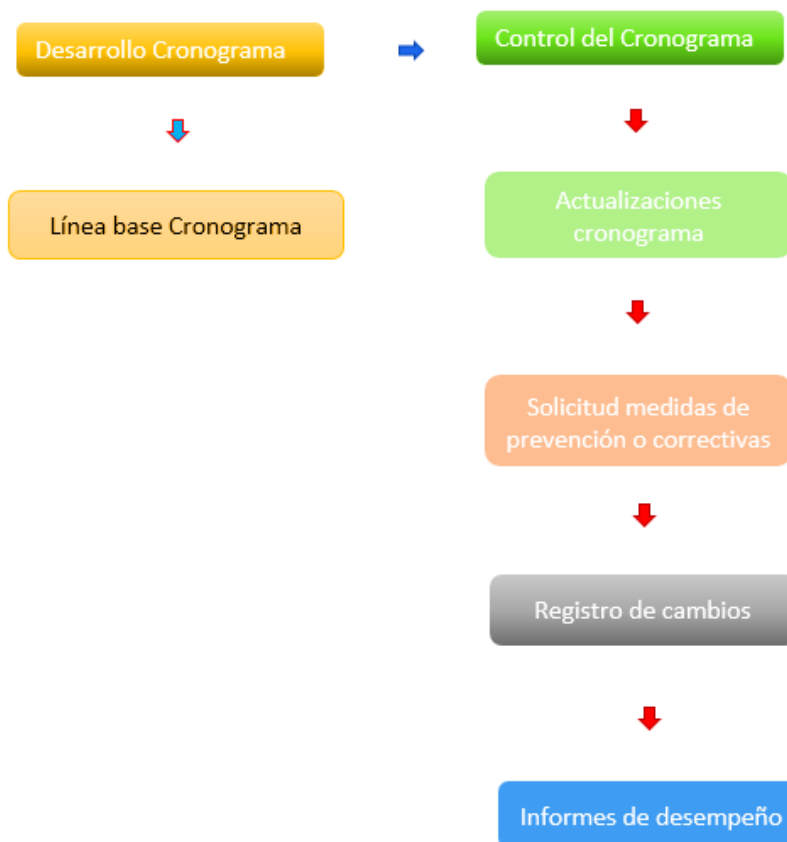 Desarrollo Cronograma
Control del Cronograma
Línea base Cronograma
Actualizaciones
cronograma
Solicitud medidas de
prevención o correctivas
Registro de cambios
Informes de desempeño